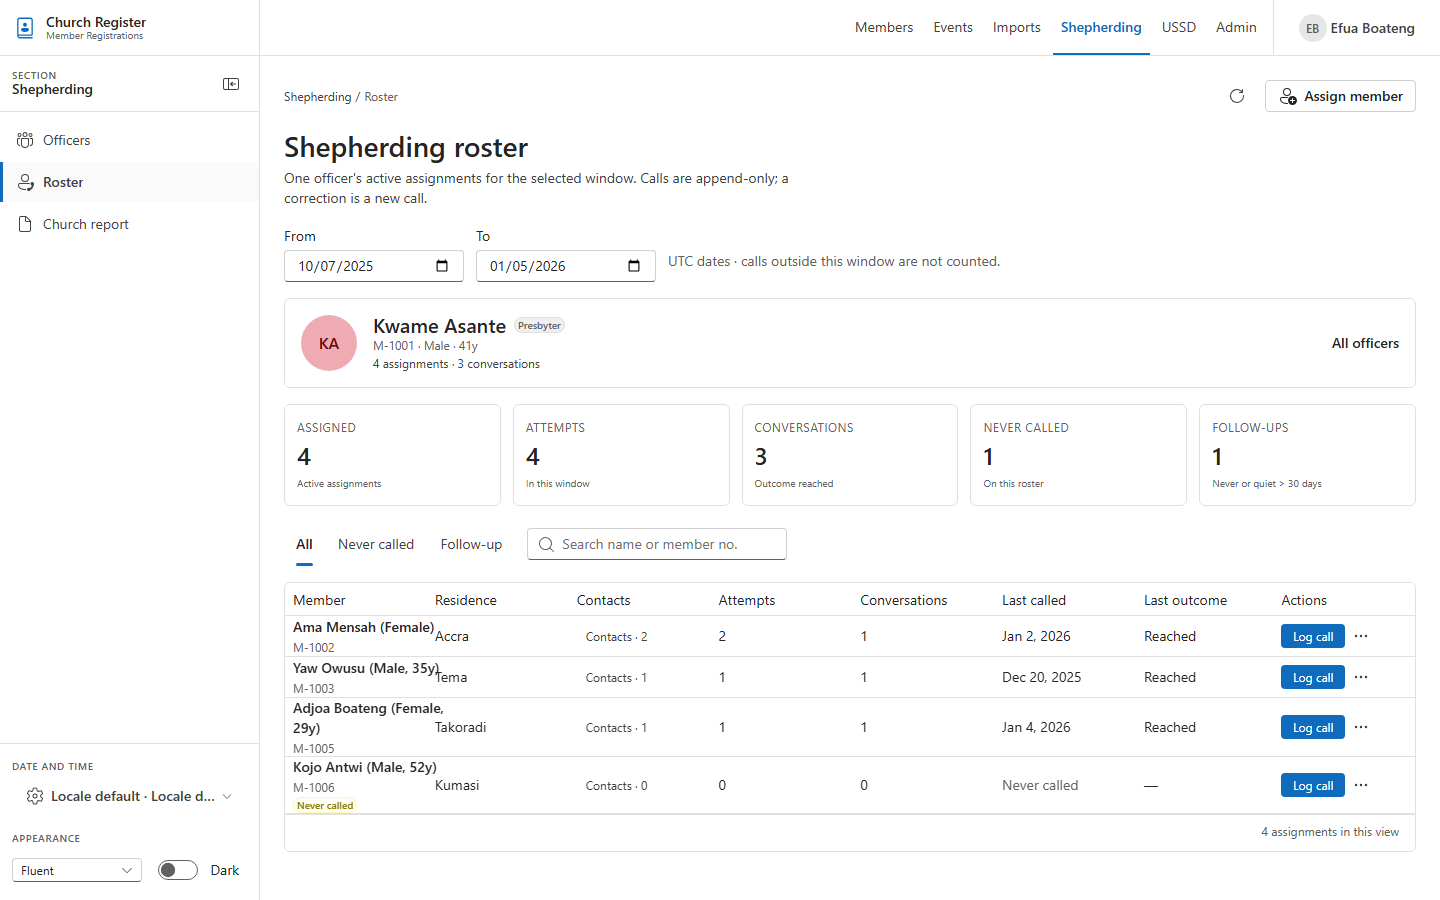 Church Register
Member Registrations
Members
Events
Imports
Shepherding
USSD
Admin
EB
Efua Boateng
SECTION
Shepherding
Officers
Roster
Church report
Shepherding / Roster
Assign member
Shepherding roster
One officer's active assignments for the selected window. Calls are append-only; a
correction is a new call.
From
To
10/07/2025
01/05/2026
UTC dates · calls outside this window are not counted.
KA
Kwame Asante
Presbyter
M-1001 · Male · 41y
4 assignments · 3 conversations
All officers
ASSIGNED
4
Active assignments
ATTEMPTS
4
In this window
CONVERSATIONS
3
Outcome reached
NEVER CALLED
1
On this roster
FOLLOW-UPS
1
Never or quiet > 30 days
All
Never called
Follow-up
Search name or member no.
Member Residence Contacts Attempts Conversations Last called Last outcome Actions
Ama Mensah (Female)
M-1002
Accra Contacts · 2 2 1 Jan 2, 2026 Reached Log call ...
Yaw Owusu (Male, 35y)
M-1003
Tema Contacts · 1 1 1 Dec 20, 2025 Reached Log call ...
Adjoa Boateng (Female,
29y)
M-1005
Takoradi Contacts · 1 1 1 Jan 4, 2026 Reached Log call ...
Kojo Antwi (Male, 52y)
M-1006
Never called
Kumasi Contacts · 0 0 0 Never called — Log call ...
4 assignments in this view
DATE AND TIME
Locale default · Locale d...
APPEARANCE
Fluent
Dark